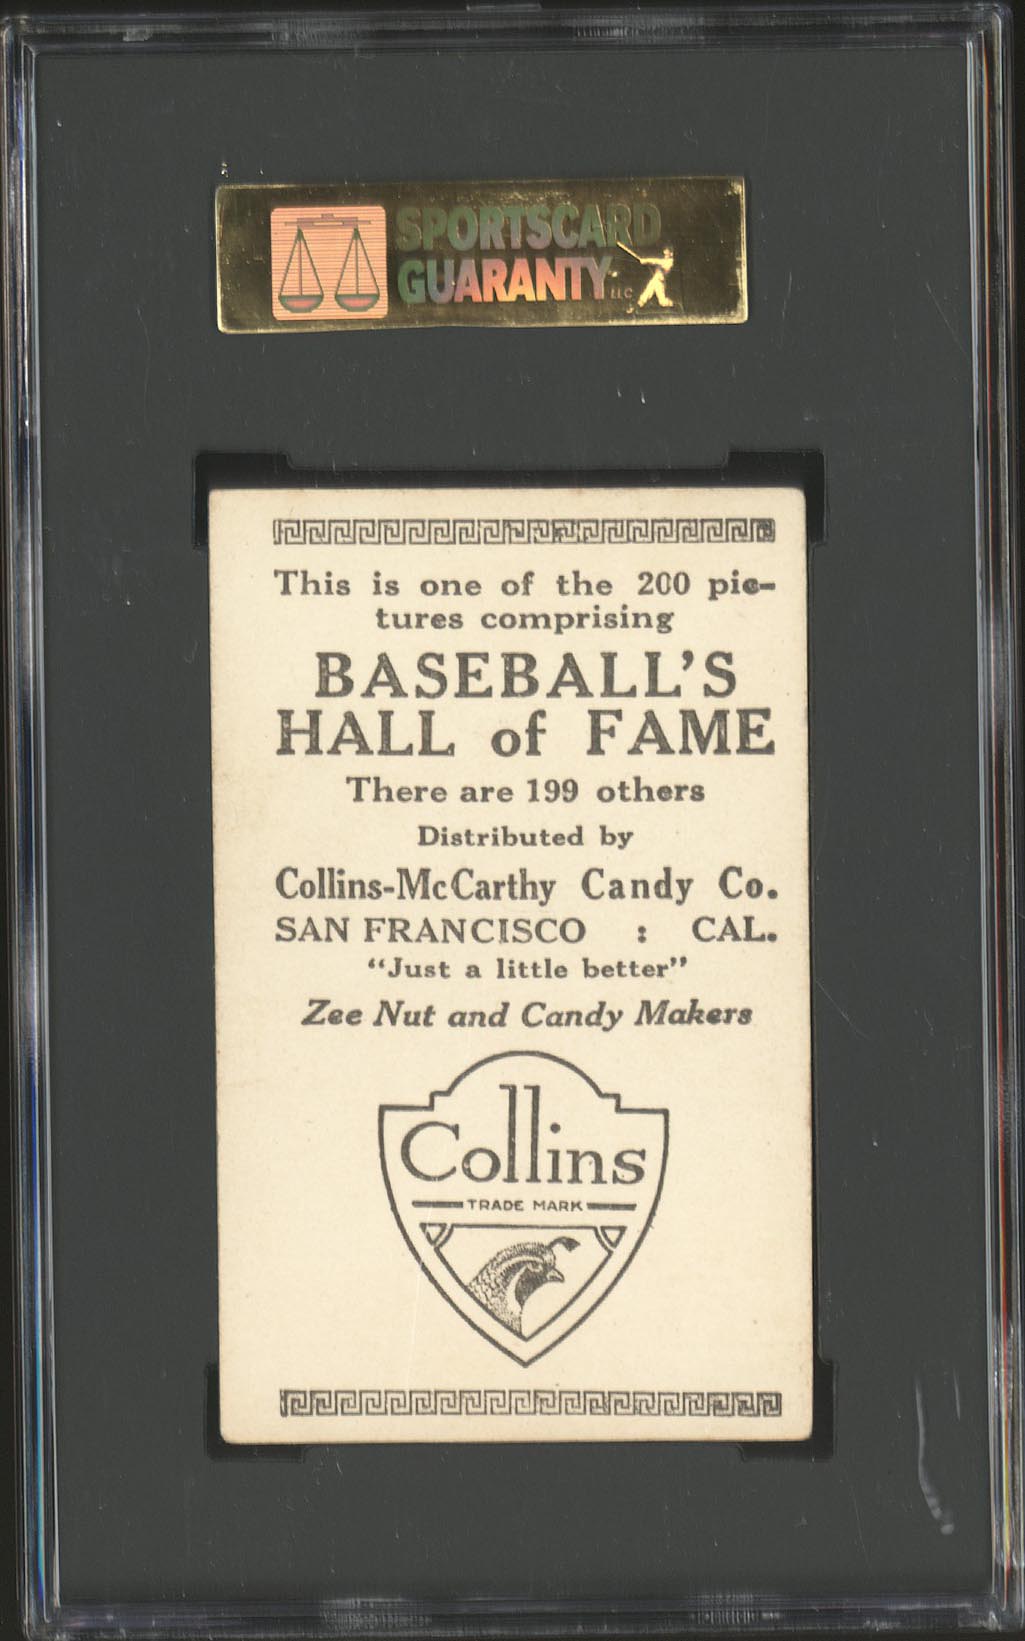 SPORTSCARD
GUARANTY LLC
This is one of the 200 pic-
tures comprising
BASEBALL'S
HALL of FAME
There are 199 others
Distributed by
Collins-McCarthy Candy Co.
SAN FRANCISCO : CAL.
"Just a little better"
Zee Nut and Candy Makers
Collins
TRADE MARK